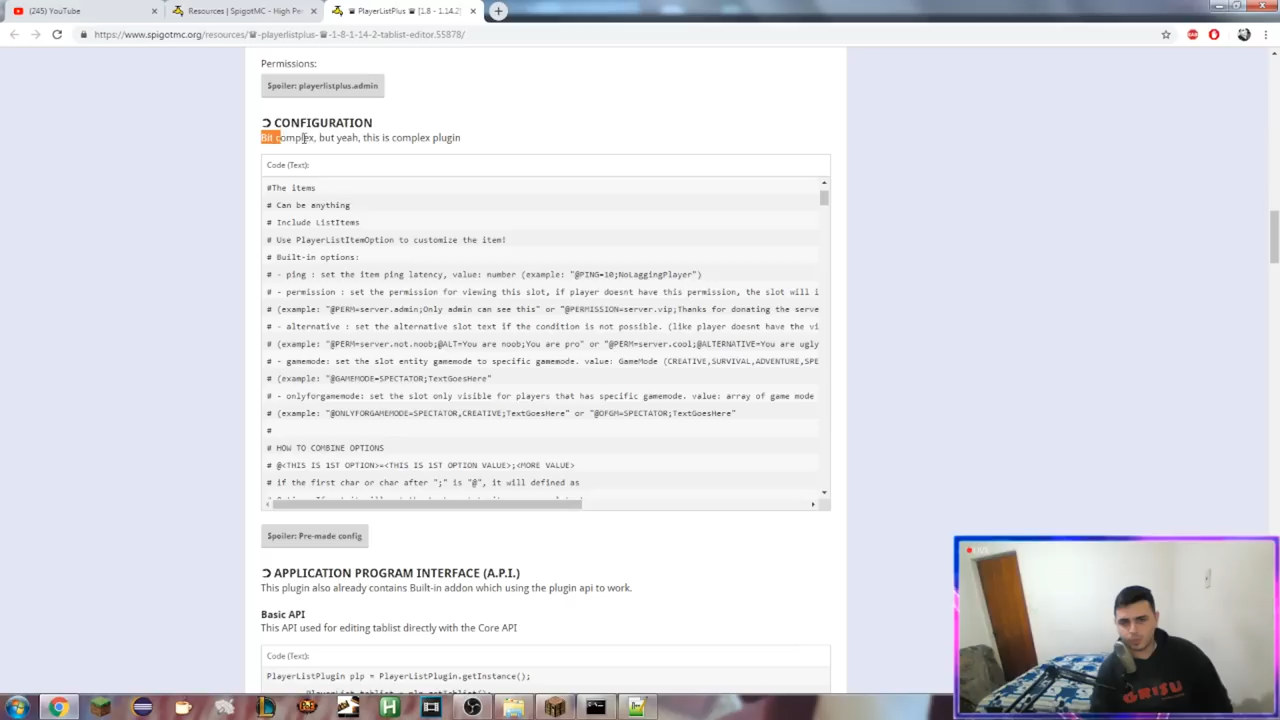 (245) YouTube
Resources | SpigotMC - High Pe
♛ PlayerListPlus ♛ [1.8 - 1.14.2]
https://www.spigotmc.org/resources/♛-playerlistplus-♛-1-8-1-14-2-tablist-editor.55878/
Permissions:
Spoiler: playerlistplus.admin
➲ CONFIGURATION
Bit complex, but yeah, this is complex plugin
Code (Text):
#The items
# Can be anything
# Include ListItems
# Use PlayerListItemOption to customize the item!
# Built-in options:
# - ping : set the item ping latency, value: number (example: "@PING=10;NoLaggingPlayer")
# - permission : set the permission for viewing this slot, if player doesnt have this permission, the slot will i
# (example: "@PERM=server.admin;Only admin can see this" or "@PERMISSION=server.vip;Thanks for donating the serve
# - alternative : set the alternative slot text if the condition is not possible. (like player doesnt have the vi
# (example: "@PERM=server.not.noob;@ALT=You are noob;You are pro" or "@PERM=server.cool;@ALTERNATIVE=You are ugly
# - gamemode: set the slot entity gamemode to specific gamemode. value: GameMode (CREATIVE,SURVIVAL,ADVENTURE,SPE
# (example: "@GAMEMODE=SPECTATOR;TextGoesHere"
# - onlyforgamemode: set the slot only visible for players that has specific gamemode. value: array of game mode
# (example: "@ONLYFORGAMEMODE=SPECTATOR,CREATIVE;TextGoesHere" or "@OFGM=SPECTATOR;TextGoesHere"
#
# HOW TO COMBINE OPTIONS
# @<THIS IS 1ST OPTION>=<THIS IS 1ST OPTION VALUE>;<MORE VALUE>
# if the first char or char after ";" is "@", it will defined as
Spoiler: Pre-made config
➲ APPLICATION PROGRAM INTERFACE (A.P.I.)
This plugin also already contains Built-in addon which using the plugin api to work.
Basic API
This API used for editing tablist directly with the Core API
Code (Text):
PlayerListPlugin plp = PlayerListPlugin.getInstance();
LIVE
GRISU